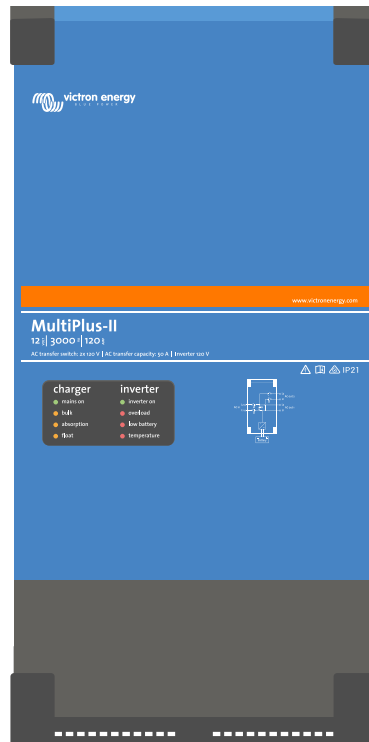 victron energy
BLUE POWER
www.victronenergy.com
MultiPlus-II
12 | 3000 | 120
AC transfer switch: 2x 120 V | AC transfer capacity: 50 A | Inverter 120 V
IP21
charger inverter
mains on inverter on
bulk overload
absorption low battery
float temperature